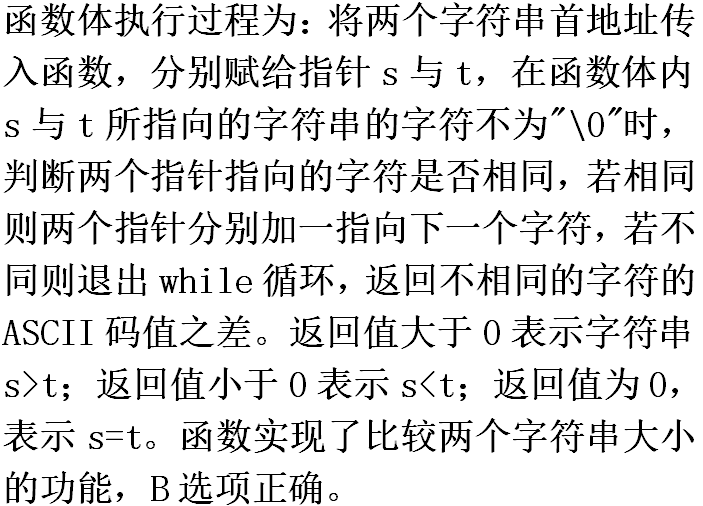 函数体执行过程为：将两个字符串首地址传
入函数，分别赋给指针 s 与 t，在函数体内
s 与 t 所指向的字符串的字符不为"\0"时，
判断两个指针指向的字符是否相同，若相同
则两个指针分别加一指向下一个字符，若不
同则退出 while 循环，返回不相同的字符的
ASCII 码值之差。返回值大于 0 表示字符串
s>t；返回值小于 0 表示 s<t；返回值为 0，
表示 s=t。函数实现了比较两个字符串大小
的功能，B 选项正确。